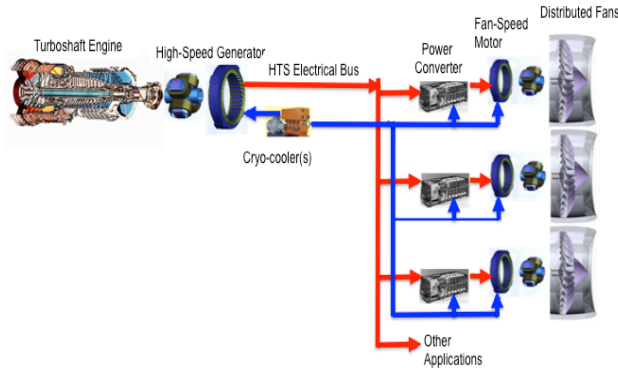 Distributed Fans
Turboshaft Engine
High-Speed Generator
Fan-Speed
Motor
Power
Converter
HTS Electrical Bus
Cryo-cooler(s)
Other
Applications